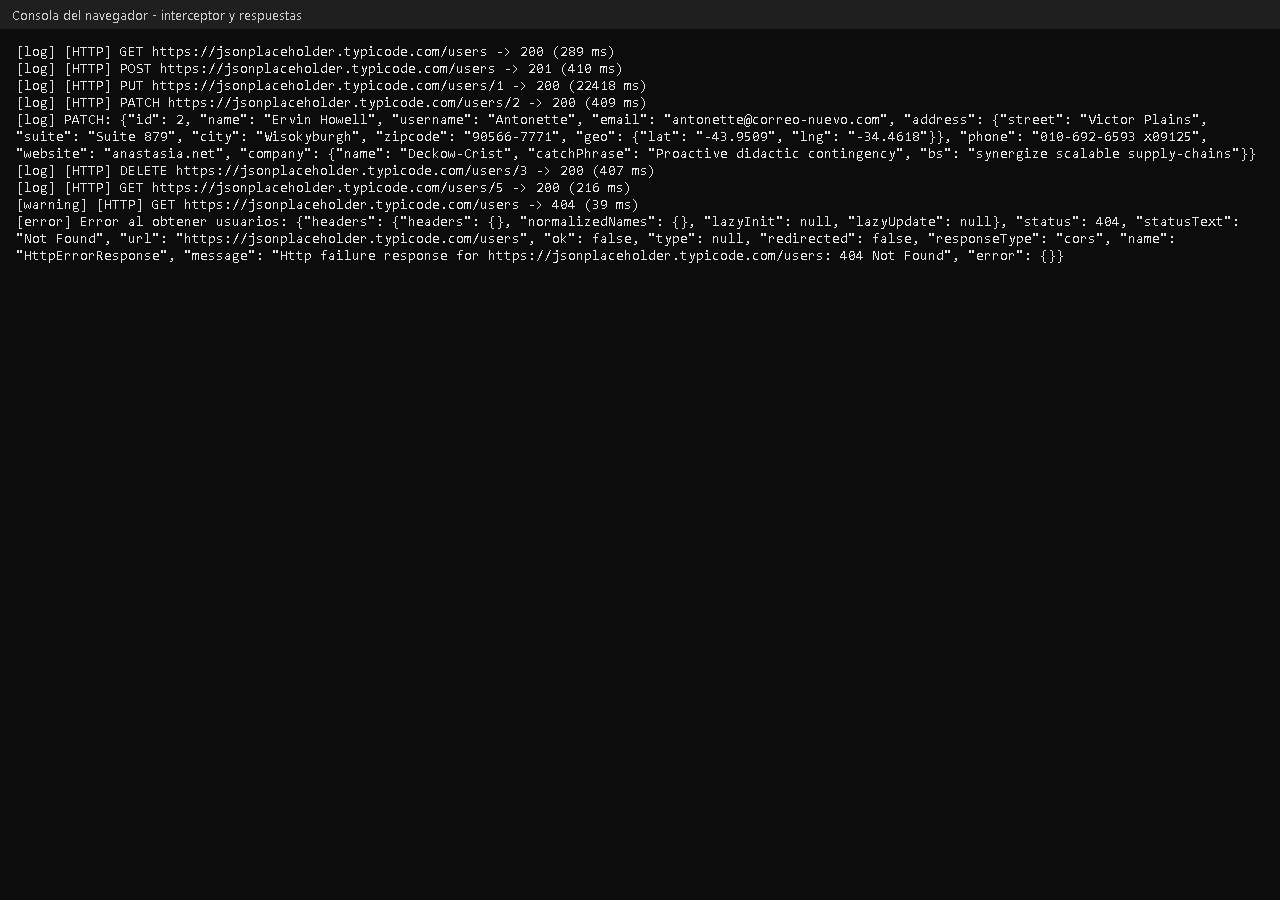 Consola del navegador - interceptor y respuestas
[log] [HTTP] GET https://jsonplaceholder.typicode.com/users -> 200 (289 ms)
[log] [HTTP] POST https://jsonplaceholder.typicode.com/users -> 201 (410 ms)
[log] [HTTP] PUT https://jsonplaceholder.typicode.com/users/1 -> 200 (22418 ms)
[log] [HTTP] PATCH https://jsonplaceholder.typicode.com/users/2 -> 200 (409 ms)
[log] PATCH: {"id": 2, "name": "Ervin Howell", "username": "Antonette", "email": "antonette@correo-nuevo.com", "address": {"street": "Victor Plains",
"suite": "Suite 879", "city": "Wisokyburgh", "zipcode": "90566-7771", "geo": {"lat": "-43.9509", "lng": "-34.4618"}}, "phone": "010-692-6593 x09125",
"website": "anastasia.net", "company": {"name": "Deckow-Crist", "catchPhrase": "Proactive didactic contingency", "bs": "synergize scalable supply-chains"}}
[log] [HTTP] DELETE https://jsonplaceholder.typicode.com/users/3 -> 200 (407 ms)
[log] [HTTP] GET https://jsonplaceholder.typicode.com/users/5 -> 200 (216 ms)
[warning] [HTTP] GET https://jsonplaceholder.typicode.com/users -> 404 (39 ms)
[error] Error al obtener usuarios: {"headers": {"headers": {}, "normalizedNames": {}, "lazyInit": null, "lazyUpdate": null}, "status": 404, "statusText":
"Not Found", "url": "https://jsonplaceholder.typicode.com/users", "ok": false, "type": null, "redirected": false, "responseType": "cors", "name":
"HttpErrorResponse", "message": "Http failure response for https://jsonplaceholder.typicode.com/users: 404 Not Found", "error": {}}